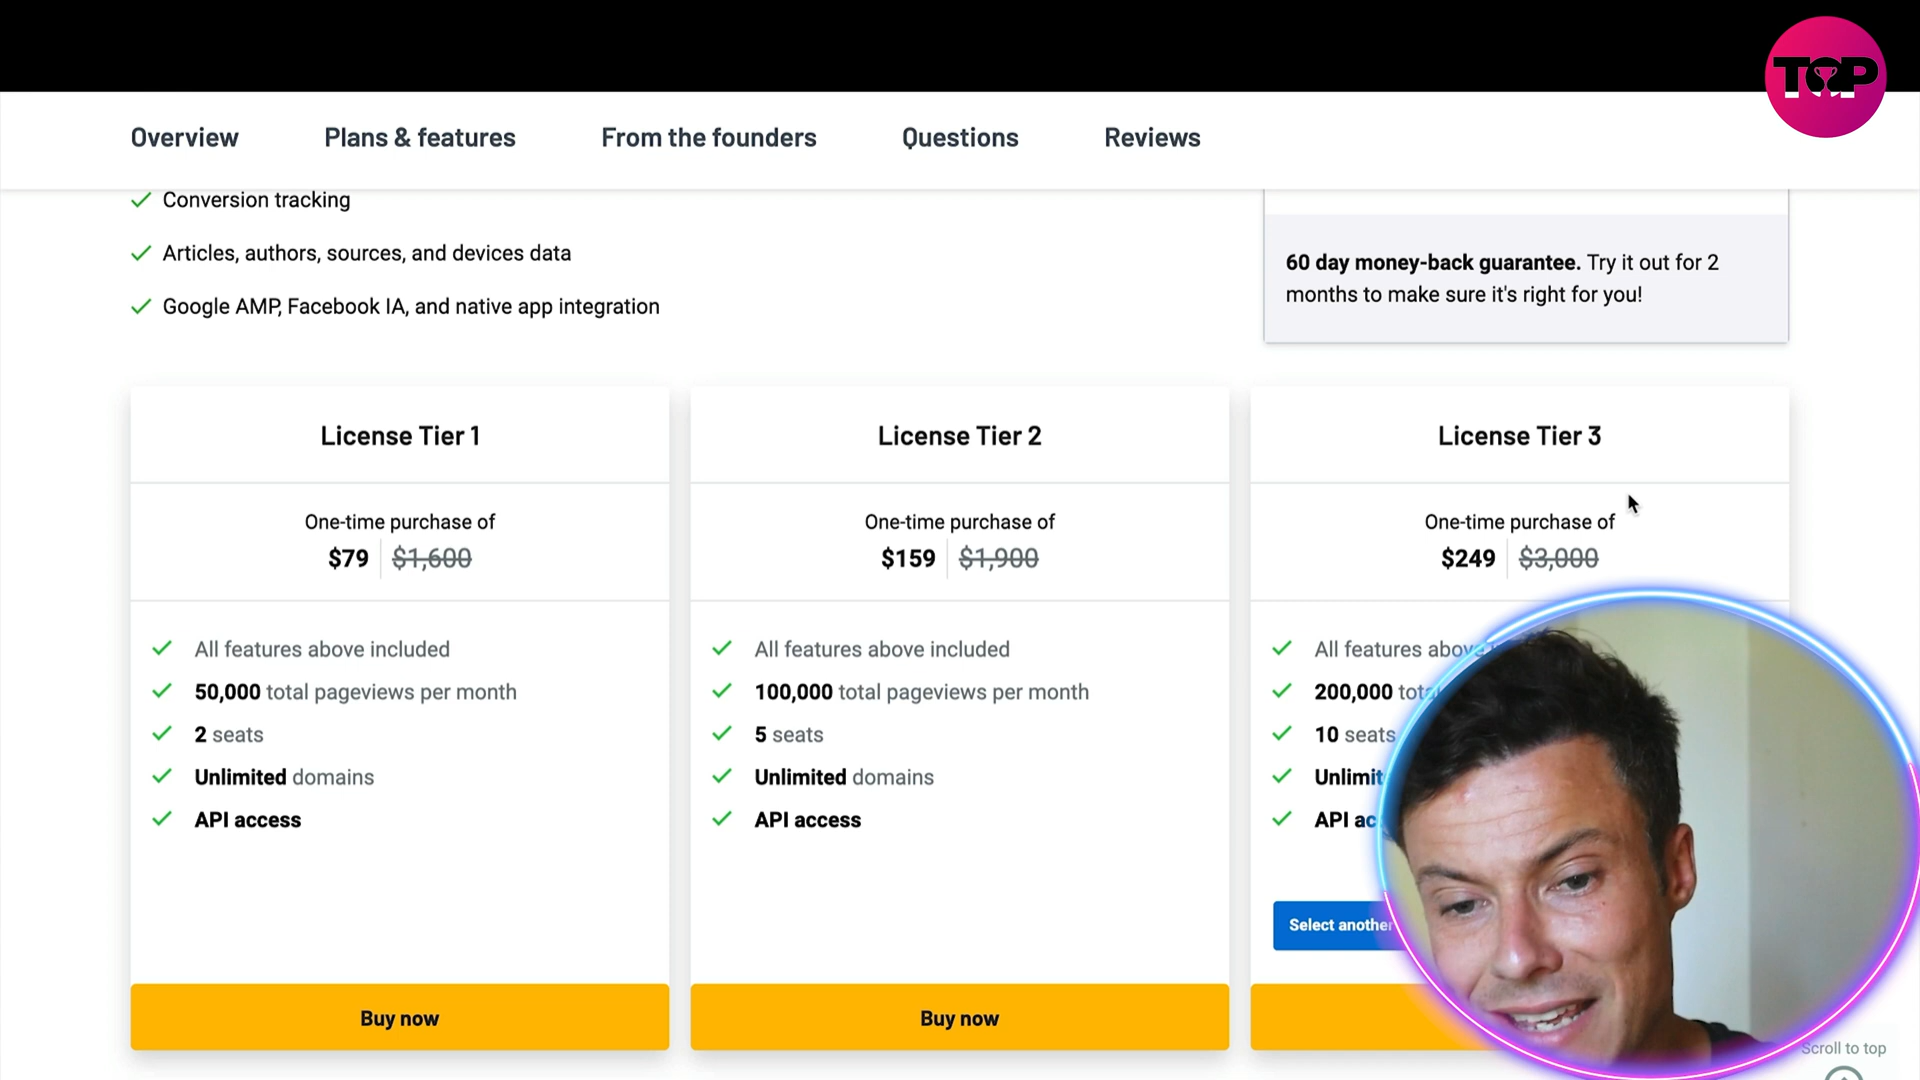 TOP
Overview
Plans & features
From the founders
Questions
Reviews
Conversion tracking
Articles, authors, sources, and devices data
Google AMP, Facebook IA, and native app integration
60 day money-back guarantee. Try it out for 2
months to make sure it's right for you!
License Tier 1
One-time purchase of
$79 $1,600
All features above included
50,000 total pageviews per month
2 seats
Unlimited domains
API access
Buy now
License Tier 2
One-time purchase of
$159 $1,900
All features above included
100,000 total pageviews per month
5 seats
Unlimited domains
API access
Buy now
License Tier 3
One-time purchase of
$249 $3,000
All features
200,000
10 seats
API
Select another
Scroll to top